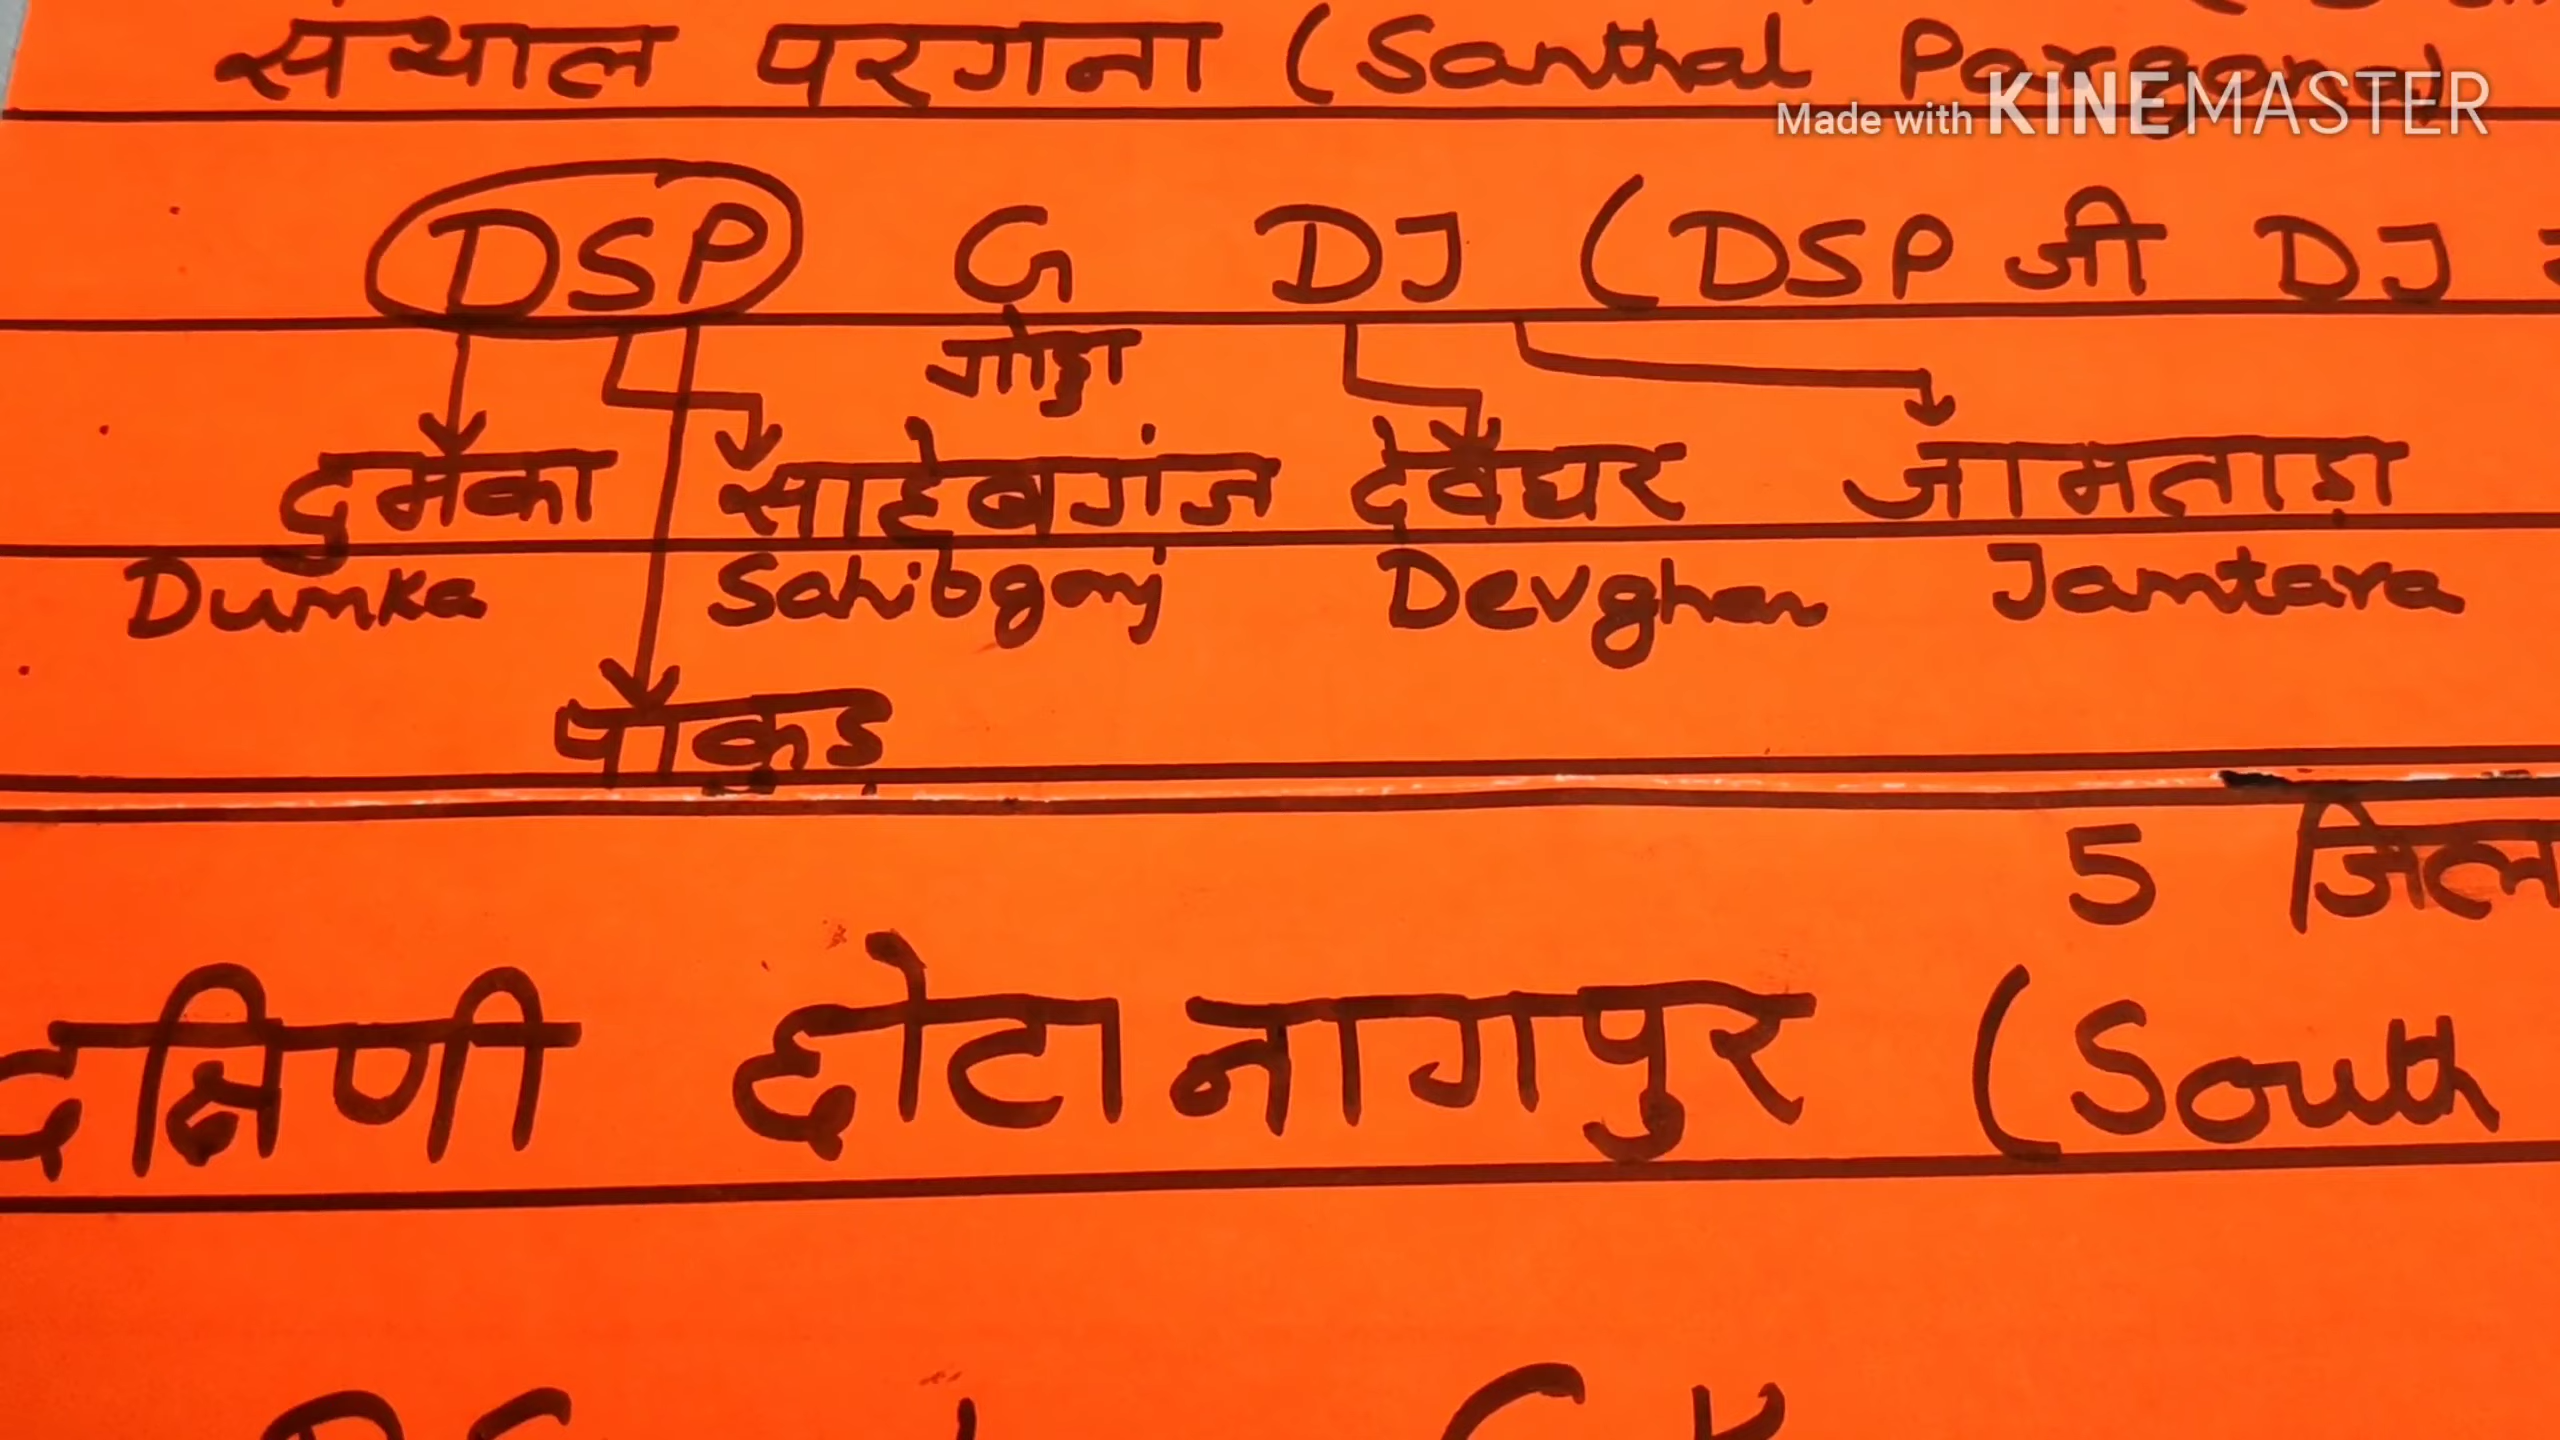 संथाल परगना (Santhal Pargana)
Made with KINEMASTER
DSP G DJ (DSP जी DJ
गोड्डा
दुमका साहेबगंज देवघर जामताड़ा
Dumka Sahibganj Devghar Jamtara
पाकुड़
5 जिल
दक्षिणी छोटानागपुर (South